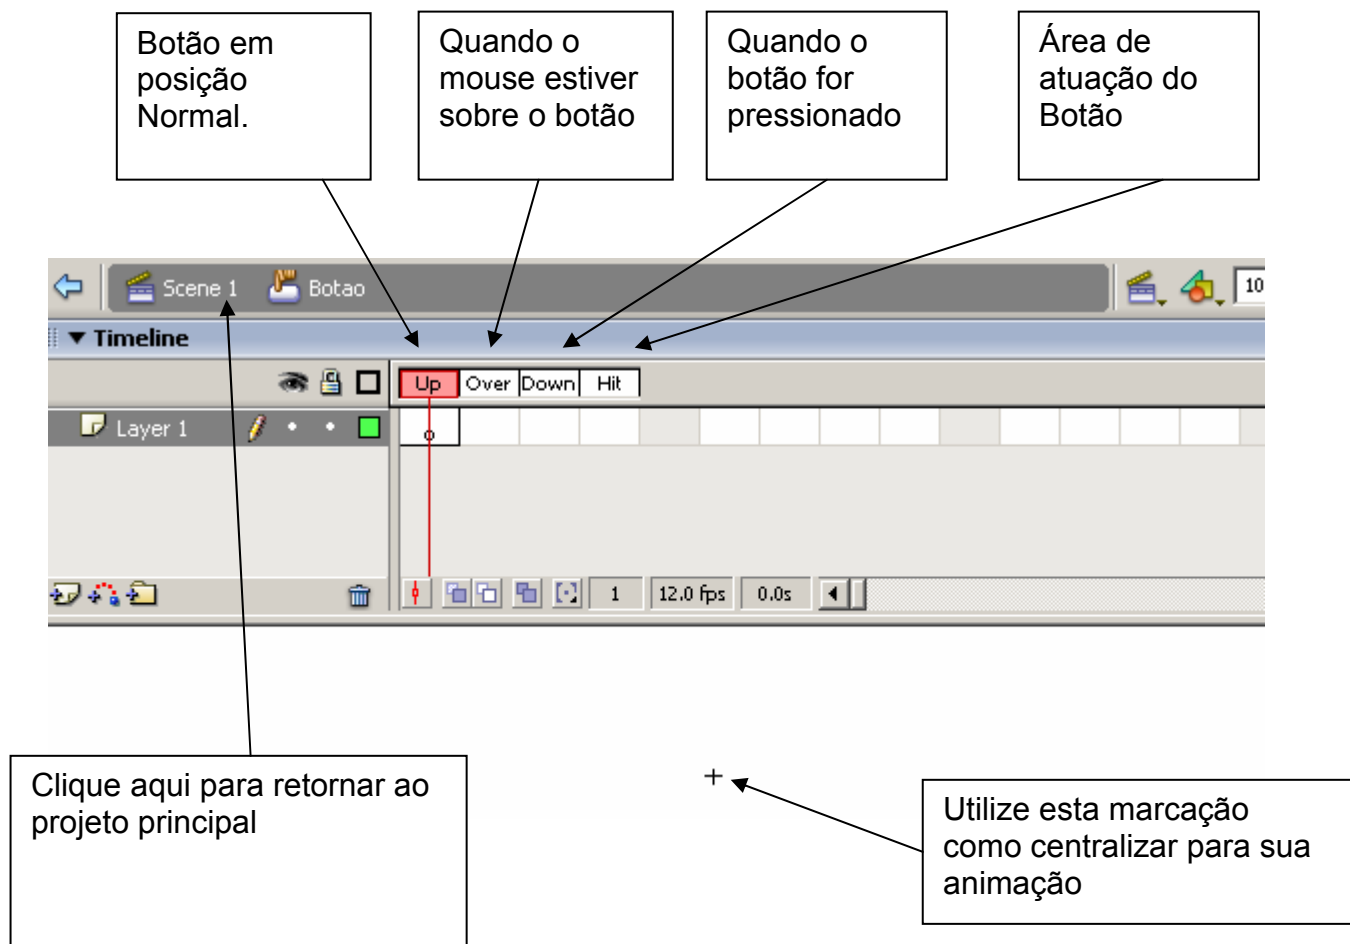 Botão em
posição
Normal.
Quando o
mouse estiver
sobre o botão
Quando o
botão for
pressionado
Área de
atuação do
Botão
Scene 1 Botao
10
Timeline
Up Over Down Hit
Layer 1
1 12.0 fps 0.0s
Clique aqui para retornar ao
projeto principal
Utilize esta marcação
como centralizar para sua
animação